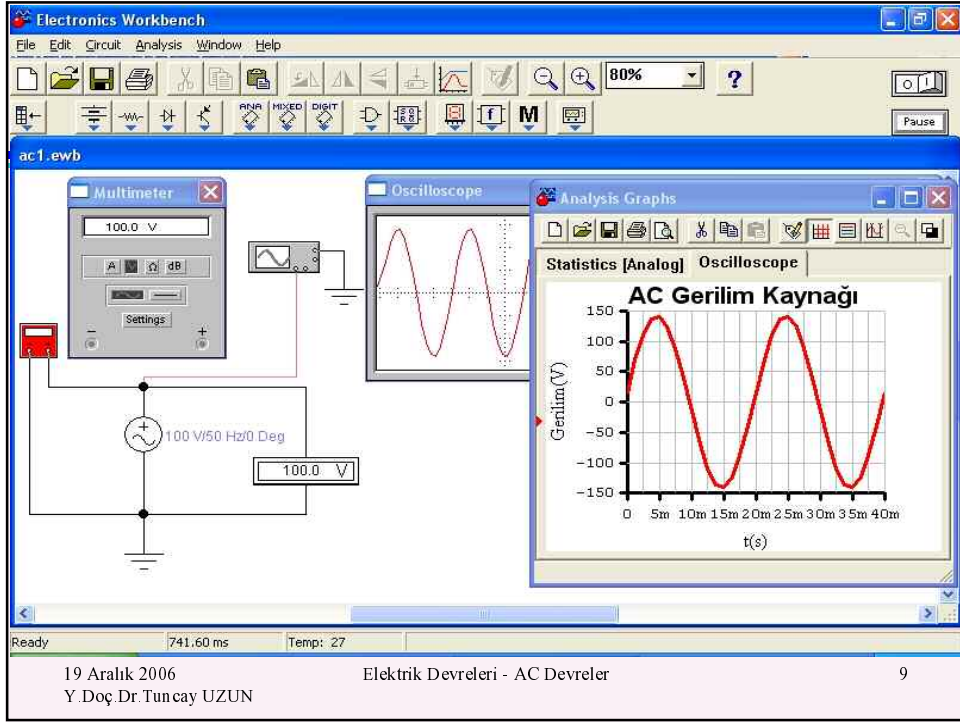 Electronics Workbench
File Edit Circuit Analysis Window Help
80% ?
ANA MIXED DIGIT
f M
Pause
ac1.ewb
Multimeter
100.0 V
A V Ω dB
Settings
− +
Oscilloscope
100 V/50 Hz/0 Deg
100.0 V
Analysis Graphs
Statistics [Analog] Oscilloscope
AC Gerilim Kaynağı
Gerilim(V)
150
100
50
0
-50
-100
-150
0 5m 10m 15m 20m 25m 30m 35m 40m
t(s)
Ready 741.60 ms Temp: 27
19 Aralık 2006 Elektrik Devreleri - AC Devreler 9
Y.Doç.Dr.Tuncay UZUN